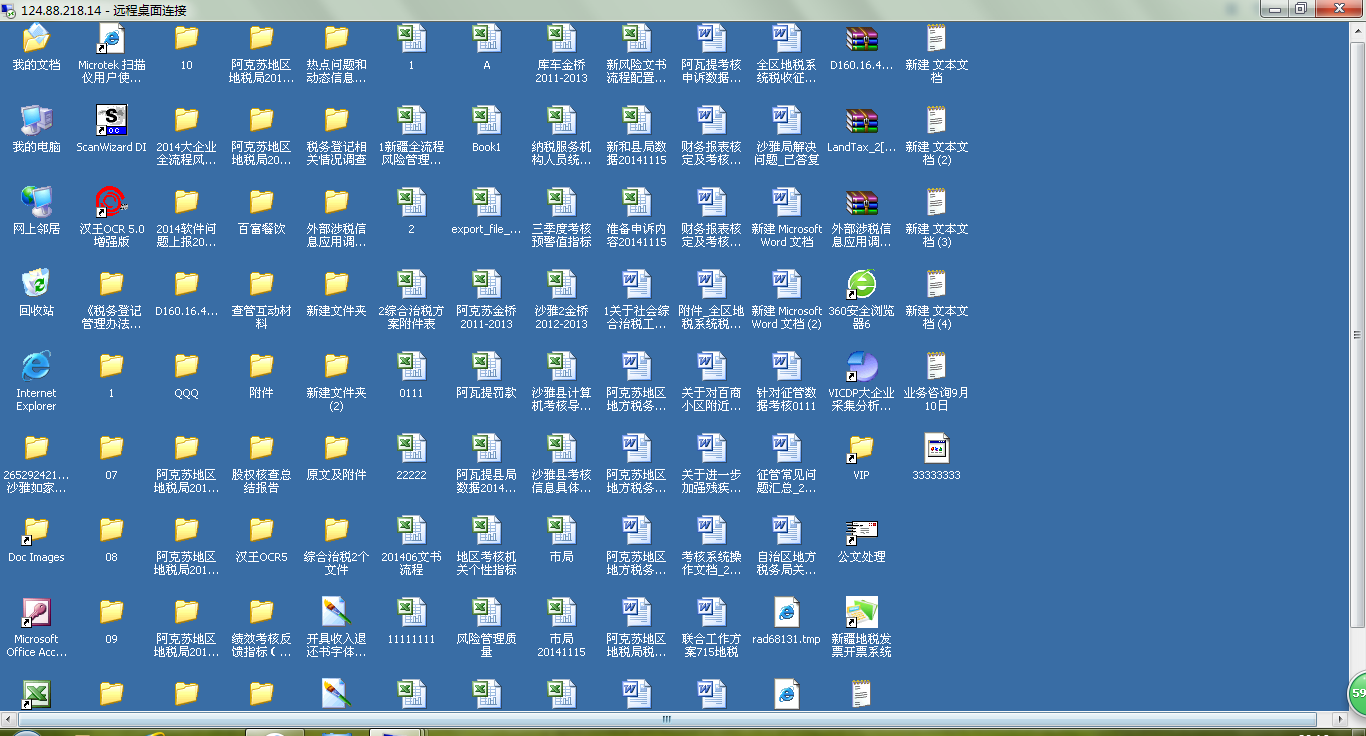 124.88.218.14 - 远程桌面连接
我的文档
Microtek 扫描
仪用户使...
10
阿克苏地区
地税局201...
热点问题和
动态信息...
1
A
库车金桥
2011-2013
新风险文书
流程配置...
阿瓦提考核
申诉数据...
全区地税系
统税收征...
D160.16.4...
新建 文本文
档
我的电脑
ScanWizard DI
2014大企业
全流程风...
阿克苏地区
地税局20...
税务登记相
关情况调查
1新疆全流程
风险管理...
Book1
纳税服务机
构人员统...
新和县局数
据20141115
财务报表核
定及考核...
沙雅局解决
问题_已答复
LandTax_2[...
新建 文本文
档 (2)
网上邻居
汉王OCR 5.0
增强版
2014软件问
题上报20...
百富餐饮
外部涉税信
息应用调...
2
export_file_...
三季度考核
预警值指标
准备申诉内
容20141115
财务报表核
定及考核...
新建 Microsoft
Word 文档
外部涉税信
息应用调...
新建 文本文
档 (3)
回收站
《税务登记
管理办法...
D160.16.4...
查管互动材
料
新建文件夹
2综合治税方
案附件表
阿克苏金桥
2011-2013
沙雅2金桥
2012-2013
1关于社会综
合治税工...
附件_全区地
税系统税...
新建 Microsoft
Word 文档 (2)
360安全浏览
器6
新建 文本文
档 (4)
Internet
Explorer
1
QQQ
附件
新建文件夹
(2)
0111
阿瓦提罚款
沙雅县计算
机考核导...
阿克苏地区
地方税务...
关于对百商
小区附近...
针对征管数
据考核0111
VICDP大企业
采集分析...
业务咨询9月
10日
265292421...
沙雅如家...
07
阿克苏地区
地税局201...
股权核查总
结报告
原文及附件
22222
阿瓦提县局
数据2014...
沙雅县考核
信息具体...
阿克苏地区
地方税务...
关于进一步
加强残疾...
征管常见问
题汇总_2...
VIP
33333333
Doc Images
08
阿克苏地区
地税局201...
汉王OCR5
综合治税2个
文件
201406文书
流程
地区考核机
关个性指标
市局
阿克苏地区
地方税务...
考核系统操
作文档_2...
自治区地方
税务局关...
公文处理
Microsoft
Office Acc...
09
阿克苏地区
地税局201...
绩效考核反
馈指标 ( ...
开具收入退
还书字体...
11111111
风险管理质
量
市局
20141115
阿克苏地区
地税局税...
联合工作方
案715地税
rad68131.tmp
新疆地税发
票开票系统
59